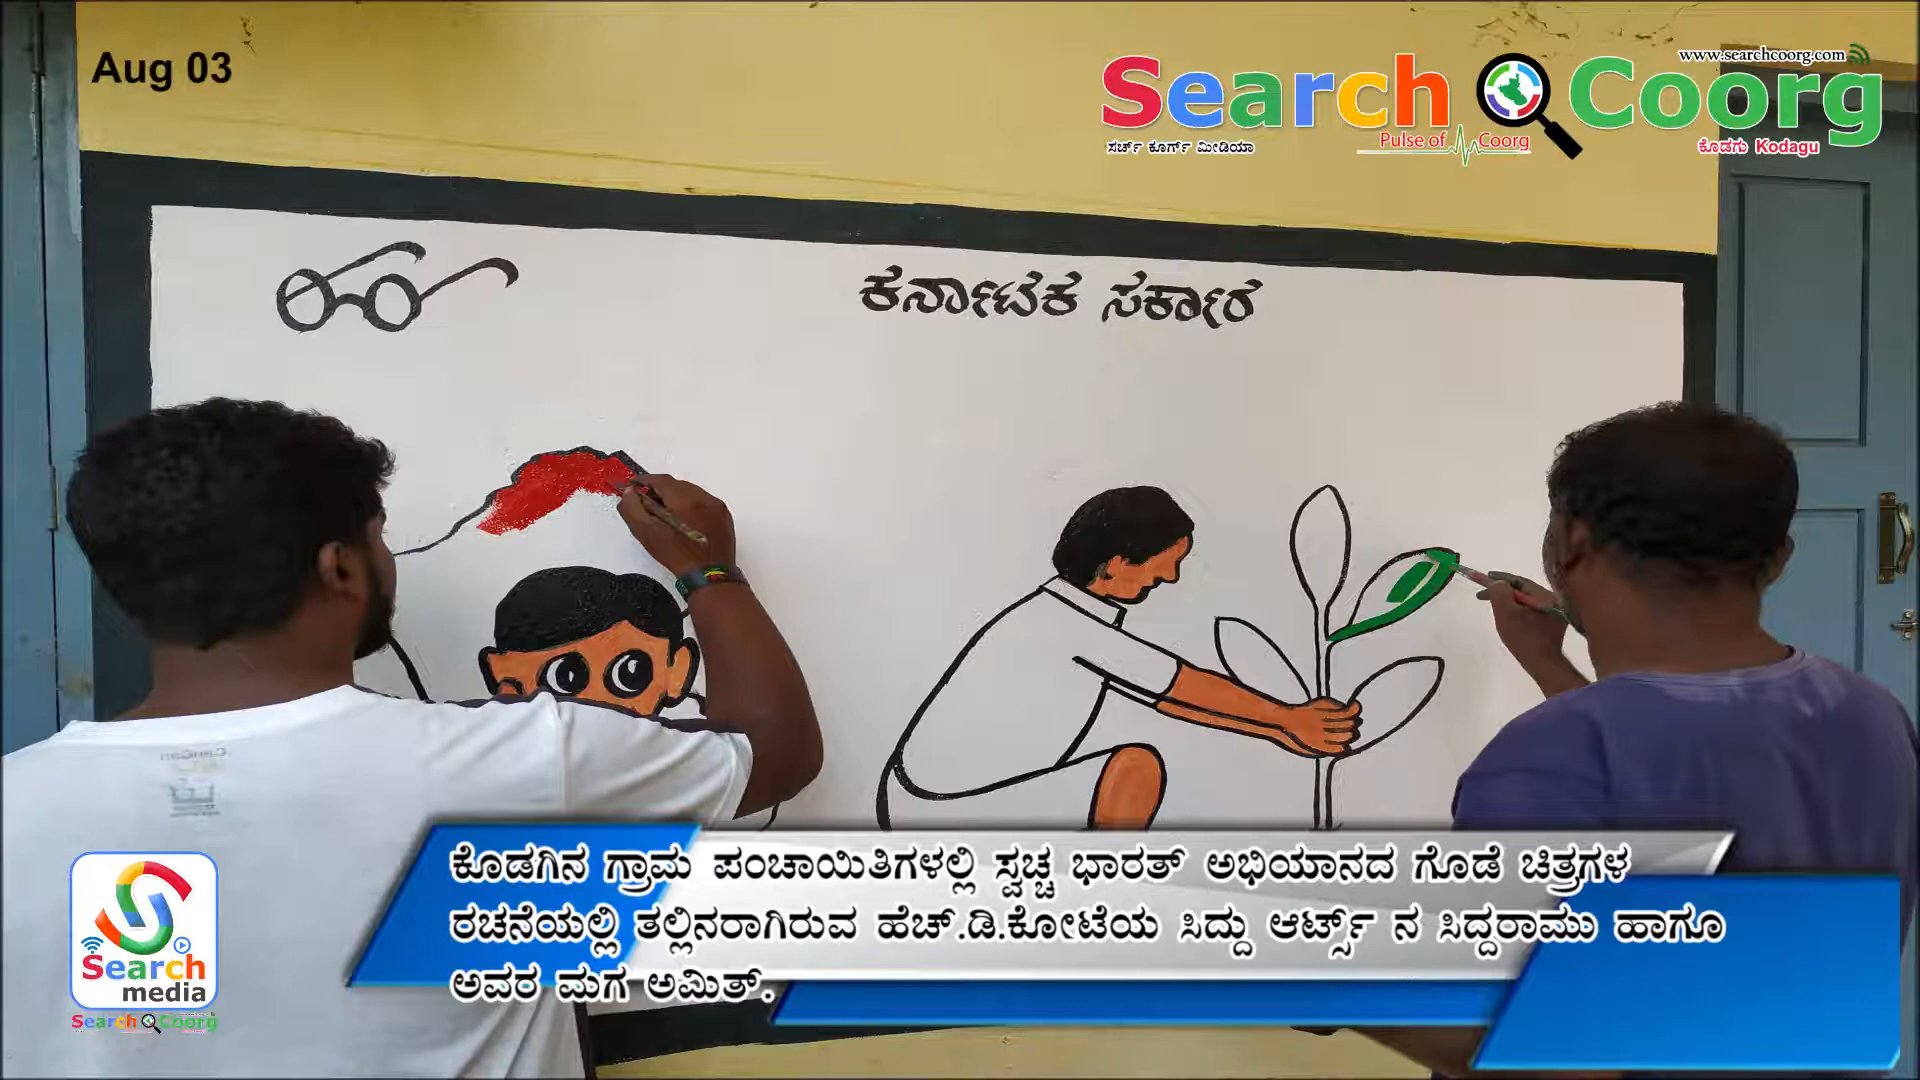 Aug 03
www.searchcoorg.com
Search Coorg
ಸರ್ಚ್ ಕೂರ್ಗ್ ಮೀಡಿಯಾ
Pulse of Coorg
ಕೊಡಗು Kodagu
ಕರ್ನಾಟಕ ಸರ್ಕಾರ
ಕೊಡಗಿನ ಗ್ರಾಮ ಪಂಚಾಯಿತಿಗಳಲ್ಲಿ ಸ್ವಚ್ಚ ಭಾರತ್ ಅಭಿಯಾನದ ಗೊಡೆ ಚಿತ್ರಗಳ
ರಚನೆಯಲ್ಲಿ ತಲ್ಲಿನರಾಗಿರುವ ಹೆಚ್.ಡಿ.ಕೋಟೆಯ ಸಿದ್ದು ಆರ್ಟ್ಸ್ ನ ಸಿದ್ದರಾಮು ಹಾಗೂ
ಅವರ ಮಗ ಅಮಿತ್.
Search
media
Search Coorg